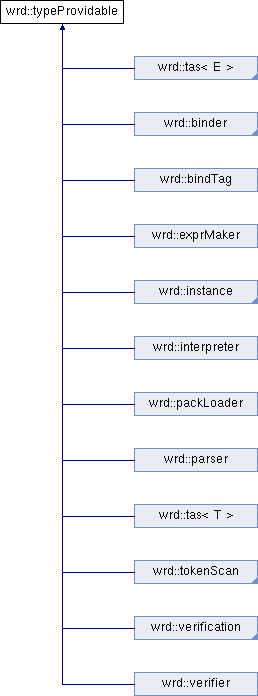 wrd::typeProvidable
wrd::tas< E >
wrd::binder
wrd::bindTag
wrd::exprMaker
wrd::instance
wrd::interpreter
wrd::packLoader
wrd::parser
wrd::tas< T >
wrd::tokenScan
wrd::verification
wrd::verifier